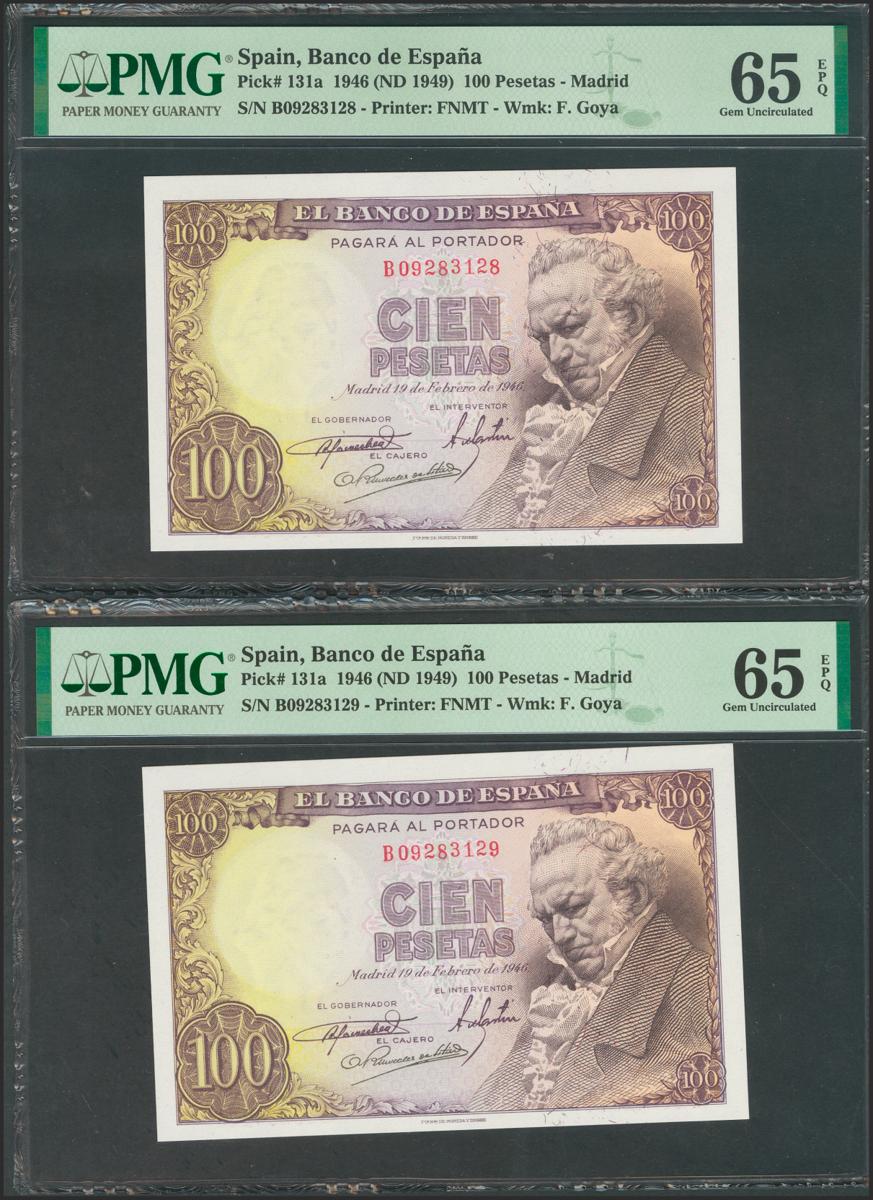 PMG®
PAPER MONEY GUARANTY
Spain, Banco de España
Pick# 131a 1946 (ND 1949) 100 Pesetas - Madrid
S/N B09283128 - Printer: FNMT - Wmk: F. Goya
65 EPQ
Gem Uncirculated
100
EL BANCO DE ESPAÑA
100
PAGARÁ AL PORTADOR
B09283128
CIEN
PESETAS
Madrid 19 de Febrero de 1946
EL GOBERNADOR
EL INTERVENTOR
EL CAJERO
100
100
PMG®
PAPER MONEY GUARANTY
Spain, Banco de España
Pick# 131a 1946 (ND 1949) 100 Pesetas - Madrid
S/N B09283129 - Printer: FNMT - Wmk: F. Goya
65 EPQ
Gem Uncirculated
100
EL BANCO DE ESPAÑA
100
PAGARÁ AL PORTADOR
B09283129
CIEN
PESETAS
Madrid 19 de Febrero de 1946
EL GOBERNADOR
EL INTERVENTOR
EL CAJERO
100
100